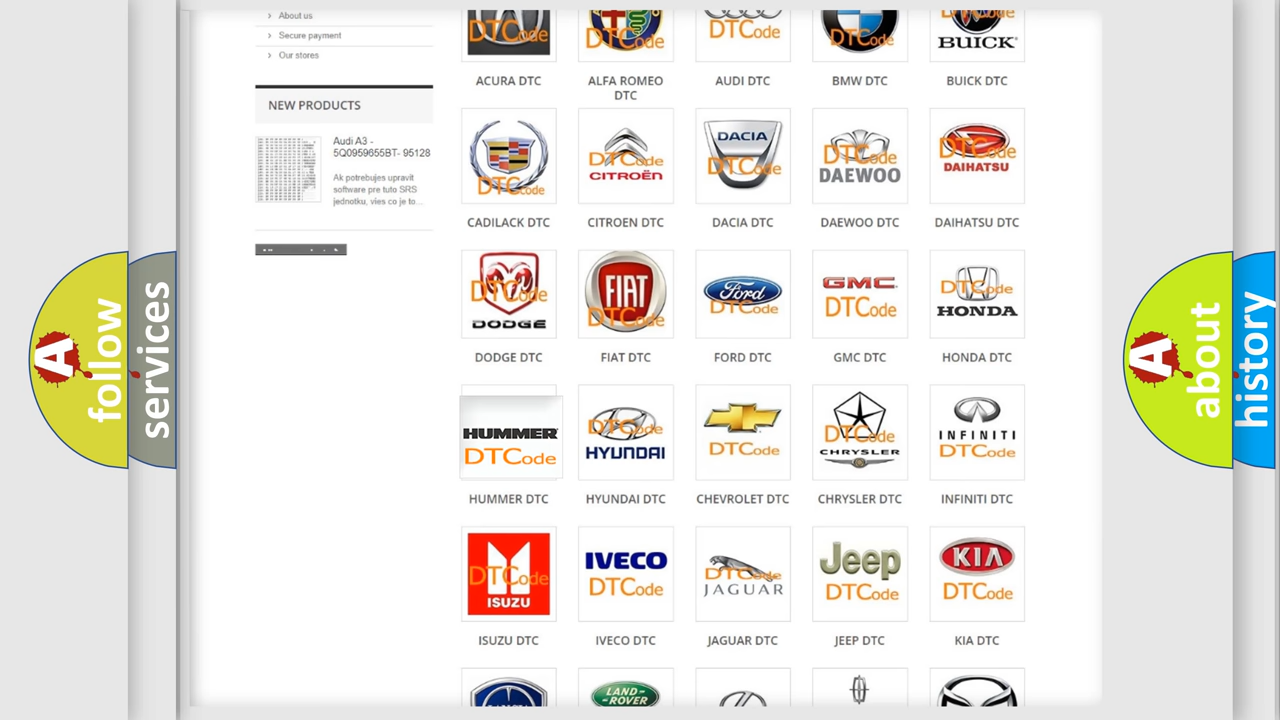 About us
Secure payment
Our stores
NEW PRODUCTS
Audi A3 -
5Q0959655BT- 95128
Ak potrebujes upravit
software pre tuto SRS
jednotku, vies co je to...
A
follow
services
A
about
history
DTCode
DTCode
DTCode
DTCode
BUICK
ACURA DTC
ALFA ROMEO
DTC
AUDI DTC
BMW DTC
BUICK DTC
DTCode
DTCode
CITROËN
DACIA
DTCode
DTCode
DAEWOO
DTCode
DAIHATSU
CADILACK DTC
CITROEN DTC
DACIA DTC
DAEWOO DTC
DAIHATSU DTC
DTCode
DODGE
FIAT
DTCode
Ford
DTCode
GMC
DTCode
DTCode
HONDA
DODGE DTC
FIAT DTC
FORD DTC
GMC DTC
HONDA DTC
HUMMER
DTCode
DTCode
HYUNDAI
DTCode
DTCode
CHRYSLER
INFINITI
DTCode
HUMMER DTC
HYUNDAI DTC
CHEVROLET DTC
CHRYSLER DTC
INFINITI DTC
DTCode
ISUZU
IVECO
DTCode
DTCode
JAGUAR
Jeep
DTCode
KIA
DTCode
ISUZU DTC
IVECO DTC
JAGUAR DTC
JEEP DTC
KIA DTC
LAND-
ROVER